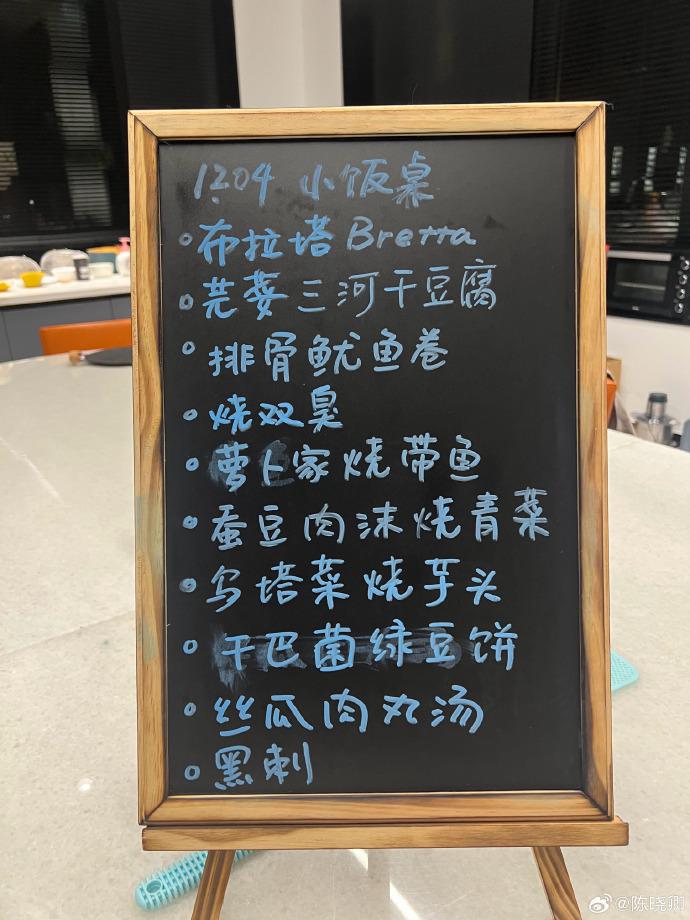 1204 小饭桌
布拉塔 Bretta
芫荽三河干豆腐
排骨鱿鱼卷
烧双臭
萝卜家烧带鱼
蚕豆肉沫烧青菜
乌塔菜烧芋头
干巴菌绿豆饼
丝瓜肉丸汤
黑刺
@陈晓卿